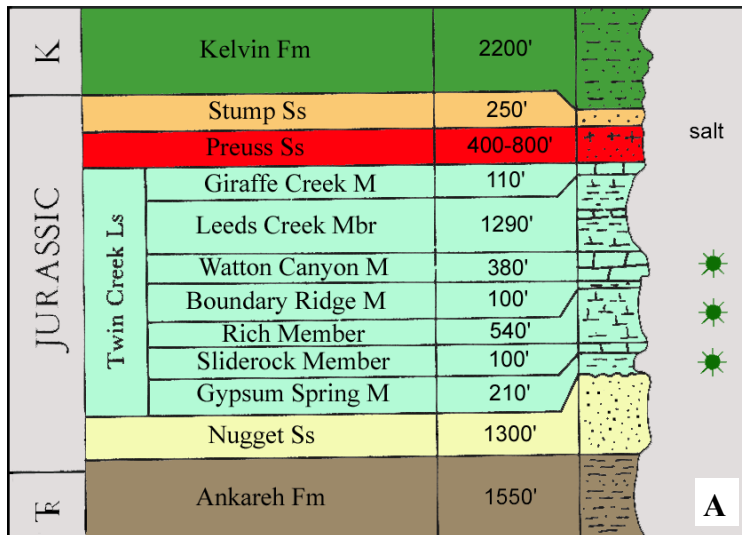 K
Kelvin Fm 2200'
JURASSIC
Stump Ss 250'
salt
Preuss Ss 400-800'
Twin Creek Ls
Giraffe Creek M 110'
Leeds Creek Mbr 1290'
Watton Canyon M 380'
Boundary Ridge M 100'
Rich Member 540'
Sliderock Member 100'
Gypsum Spring M 210'
Nugget Ss 1300'
TR
Ankareh Fm 1550'
A